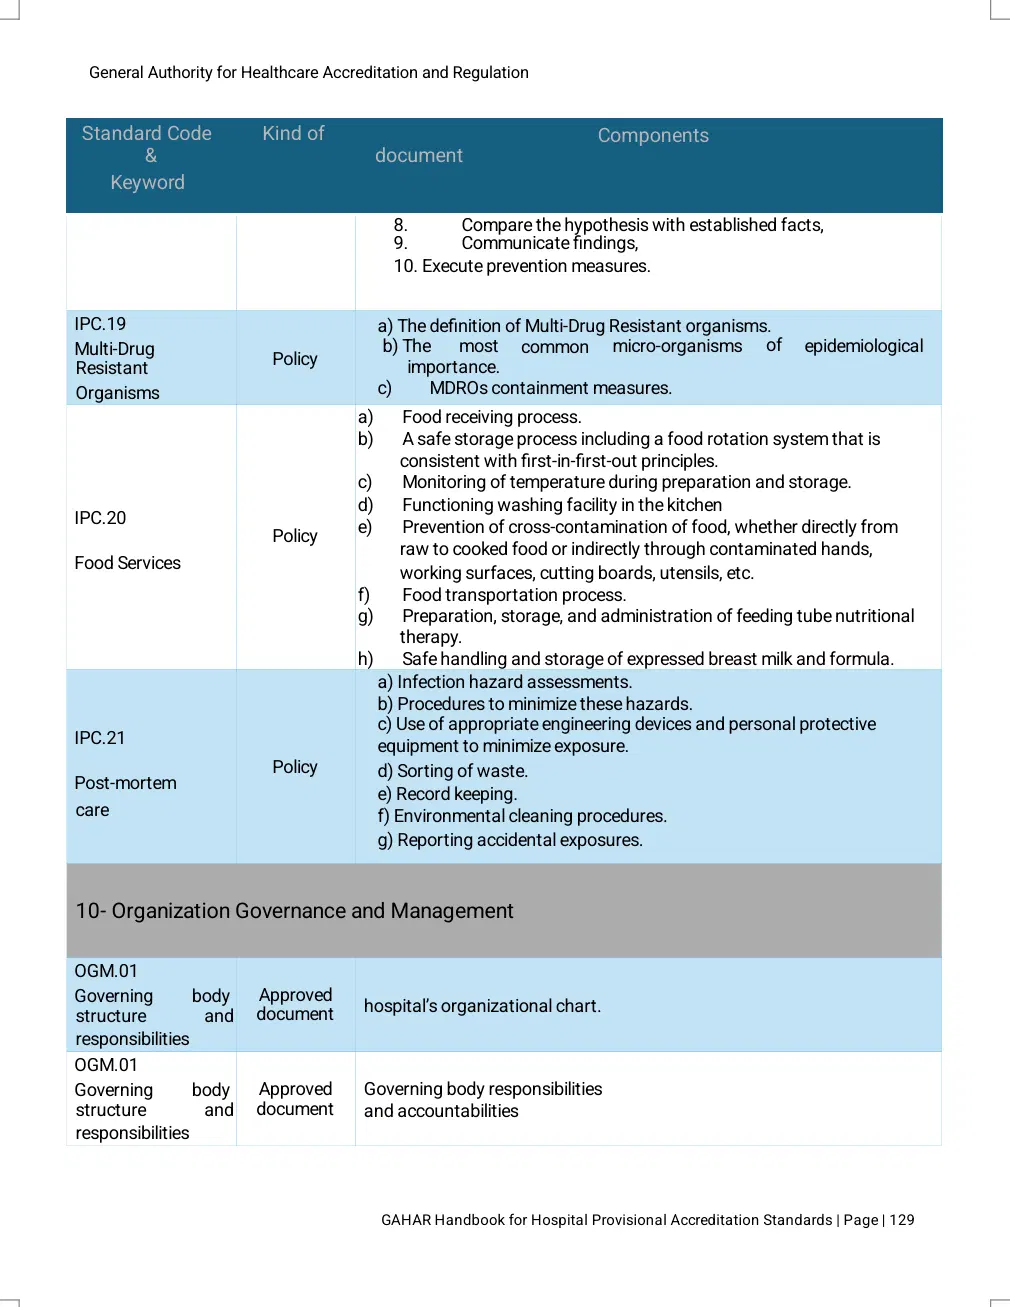 General Authority for Healthcare Accreditation and Regulation
Standard Code
&
Keyword
Kind of
document
Components
8. Compare the hypothesis with established facts,
9. Communicate findings,
10. Execute prevention measures.
IPC.19
Multi-Drug
Resistant
Organisms
Policy
a) The definition of Multi-Drug Resistant organisms.
b) The most common micro-organisms of epidemiological
importance.
c) MDROs containment measures.
IPC.20
Food Services
Policy
a) Food receiving process.
b) A safe storage process including a food rotation system that is
consistent with first-in-first-out principles.
c) Monitoring of temperature during preparation and storage.
d) Functioning washing facility in the kitchen
e) Prevention of cross-contamination of food, whether directly from
raw to cooked food or indirectly through contaminated hands,
working surfaces, cutting boards, utensils, etc.
f) Food transportation process.
g) Preparation, storage, and administration of feeding tube nutritional
therapy.
h) Safe handling and storage of expressed breast milk and formula.
IPC.21
Post-mortem
care
Policy
a) Infection hazard assessments.
b) Procedures to minimize these hazards.
c) Use of appropriate engineering devices and personal protective
equipment to minimize exposure.
d) Sorting of waste.
e) Record keeping.
f) Environmental cleaning procedures.
g) Reporting accidental exposures.
10- Organization Governance and Management
OGM.01
Governing body
structure and
responsibilities
Approved
document
hospital’s organizational chart.
OGM.01
Governing body
structure and
responsibilities
Approved
document
Governing body responsibilities
and accountabilities
GAHAR Handbook for Hospital Provisional Accreditation Standards | Page | 129